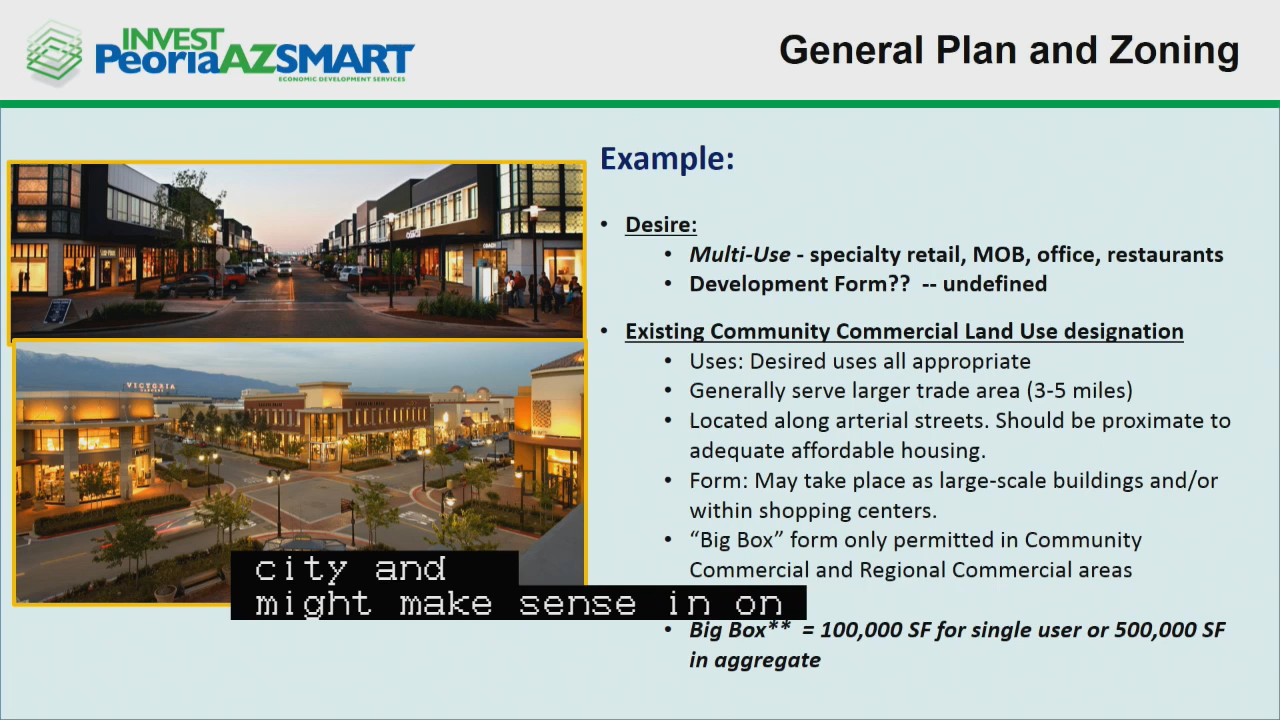 INVEST
PeoriaAZSMART
ECONOMIC DEVELOPMENT SERVICES
General Plan and Zoning
Example:
• Desire:
• Multi-Use - specialty retail, MOB, office, restaurants
• Development Form?? -- undefined
• Existing Community Commercial Land Use designation
• Uses: Desired uses all appropriate
• Generally serve larger trade area (3-5 miles)
• Located along arterial streets. Should be proximate to
adequate affordable housing.
• Form: May take place as large-scale buildings and/or
within shopping centers.
• “Big Box” form only permitted in Community
Commercial and Regional Commercial areas
• Big Box** = 100,000 SF for single user or 500,000 SF
in aggregate
VICTORIA
city and
might make sense in on